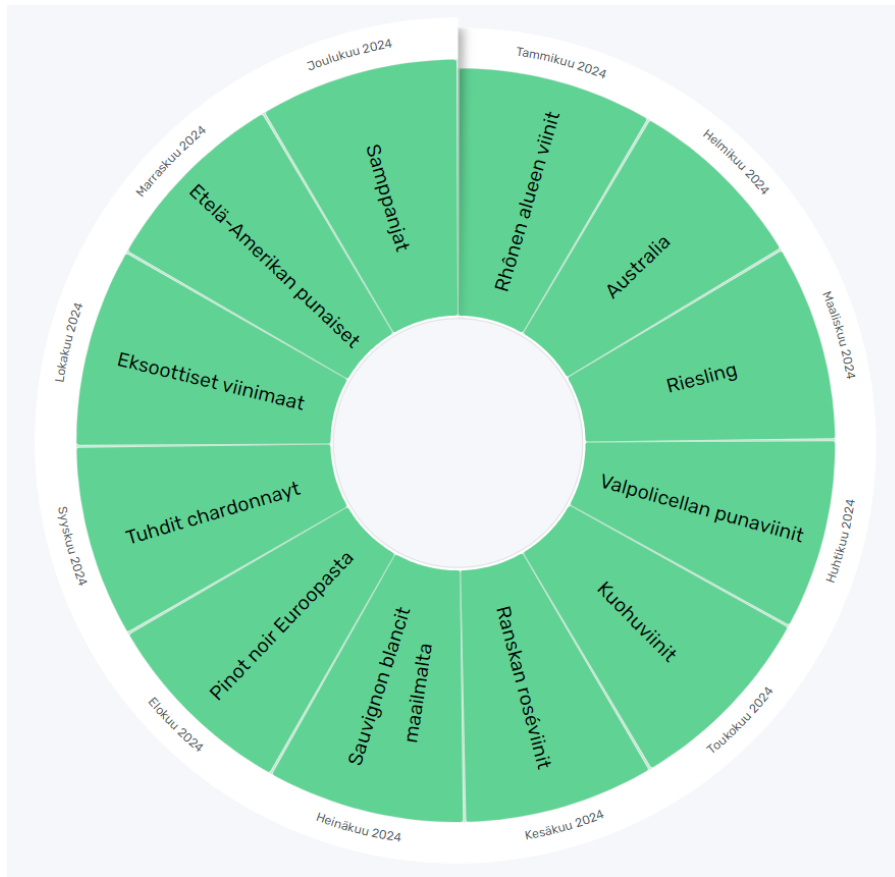 Tammikuu 2024
Rhônen alueen viinit
Helmikuu 2024
Australia
Maaliskuu 2024
Riesling
Huhtikuu 2024
Valpolicellan punaviinit
Toukokuu 2024
Kuohuviinit
Kesäkuu 2024
Ranskan roséviinit
Heinäkuu 2024
Sauvignon blancit
maailmalta
Elokuu 2024
Pinot noir Euroopasta
Syyskuu 2024
Tuhdit chardonnayt
Lokakuu 2024
Eksoottiset viinimaat
Marraskuu 2024
Etelä-Amerikan punaiset
Joulukuu 2024
Samppanjat